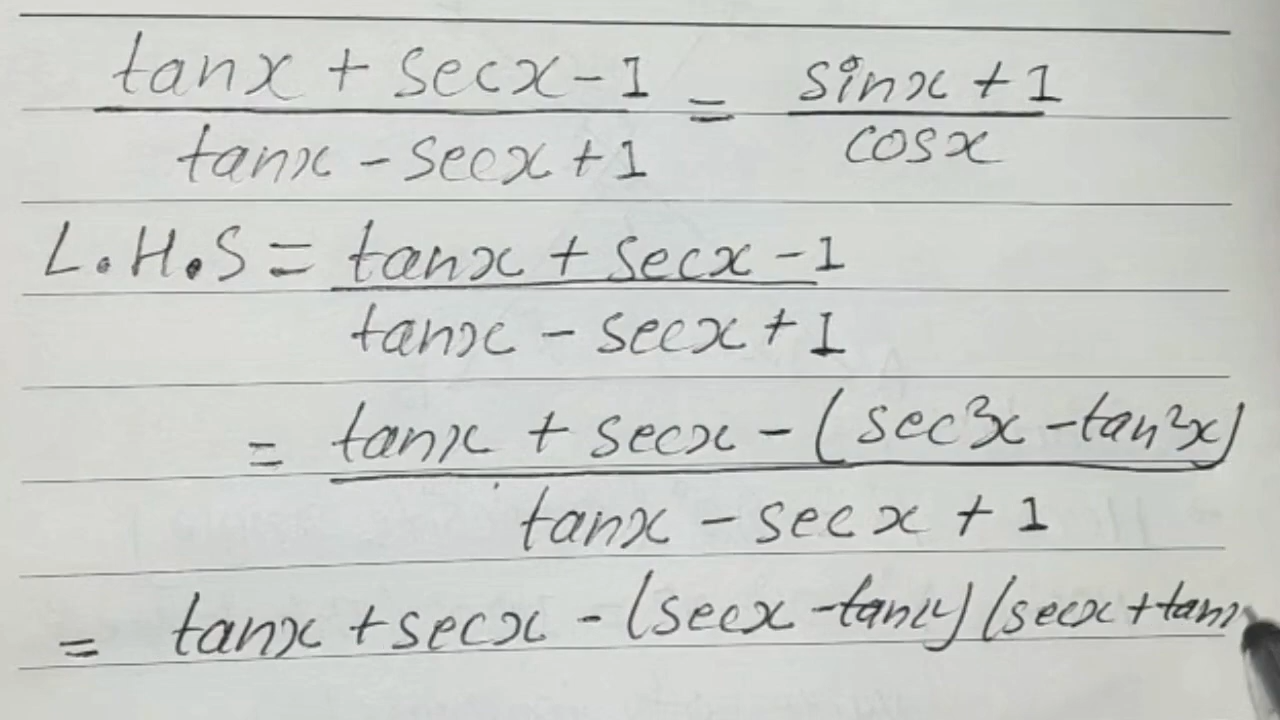 tanx + secx - 1 = sinx + 1
tanx - secx + 1 cosx
L.H.S = tanx + secx - 1
tanx - secx + 1
= tanx + secx - (sec²x - tan²x)
tanx - secx + 1
= tanx + secx - (secx - tanx) (secx + tanx